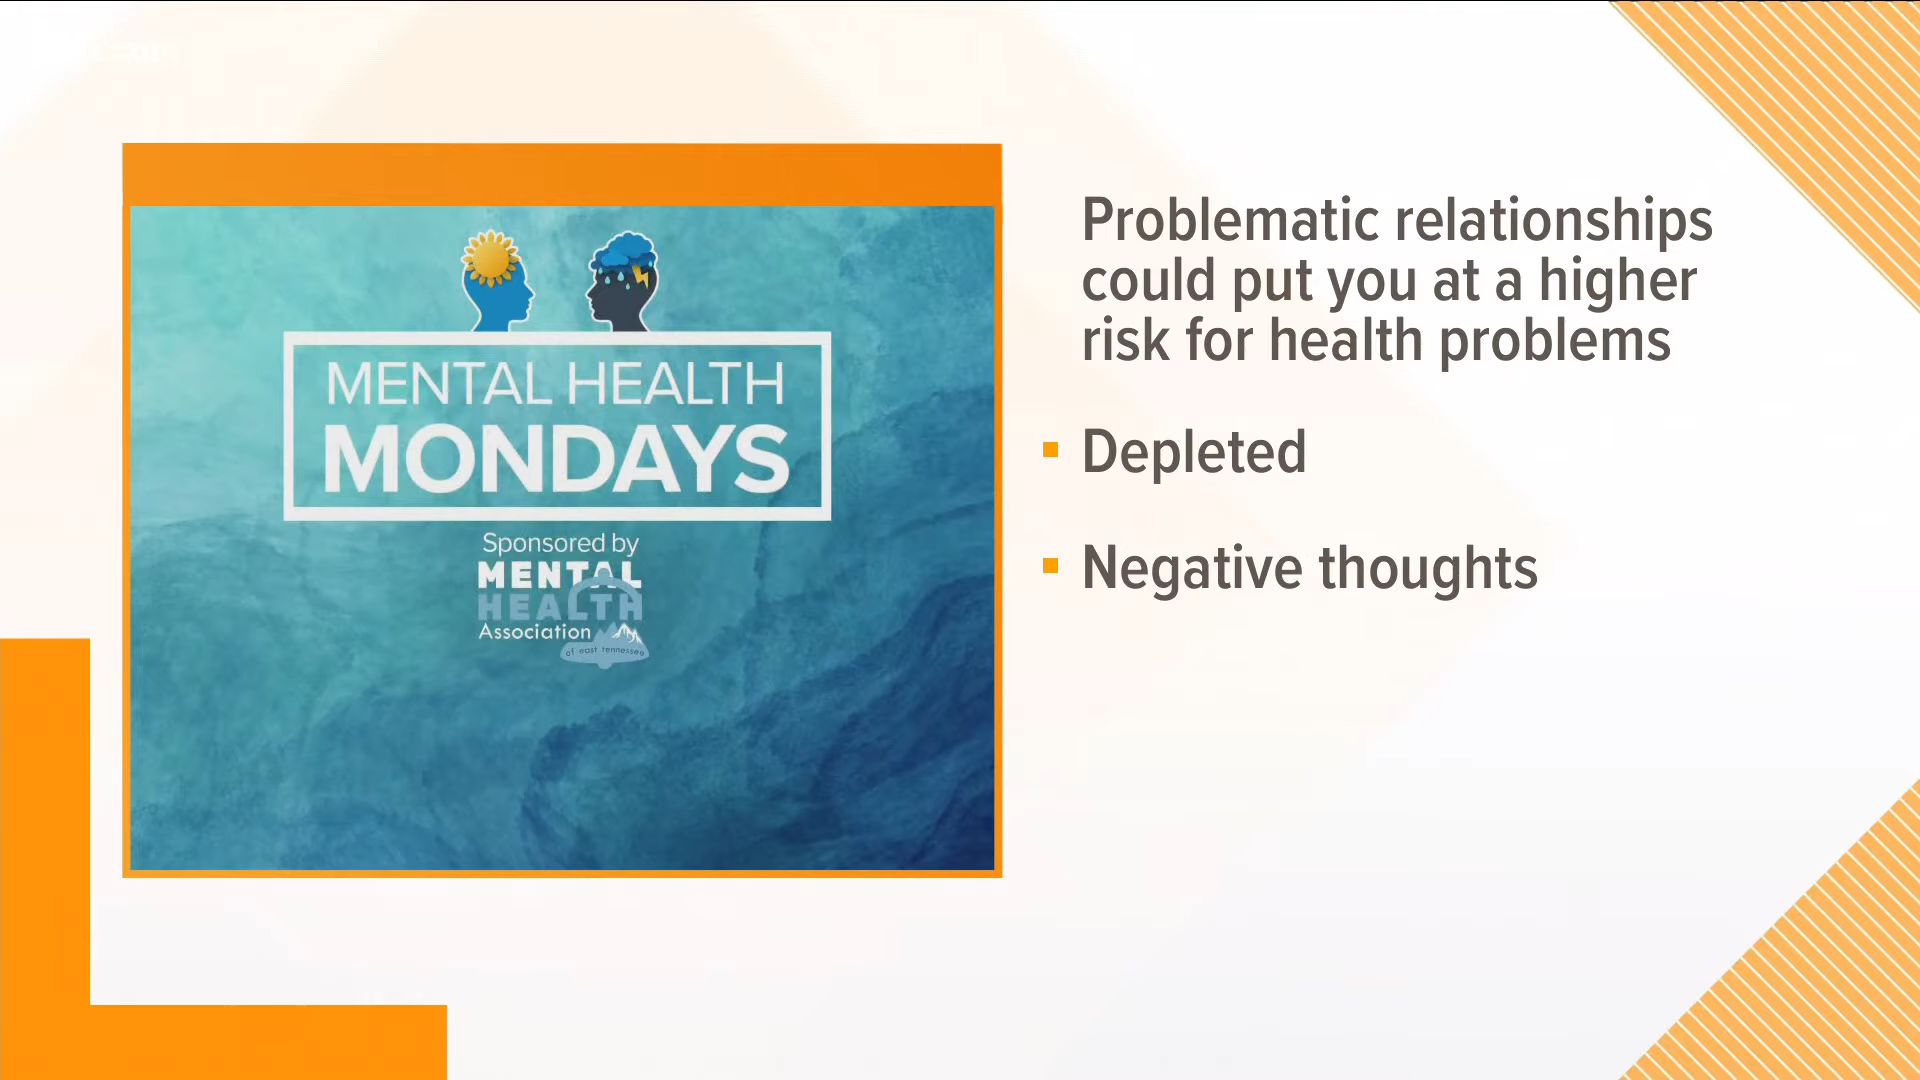 MENTAL HEALTH
MONDAYS
Sponsored by
MENTAL
HEALTH
Association
of east tennessee
Problematic relationships
could put you at a higher
risk for health problems
Depleted
Negative thoughts